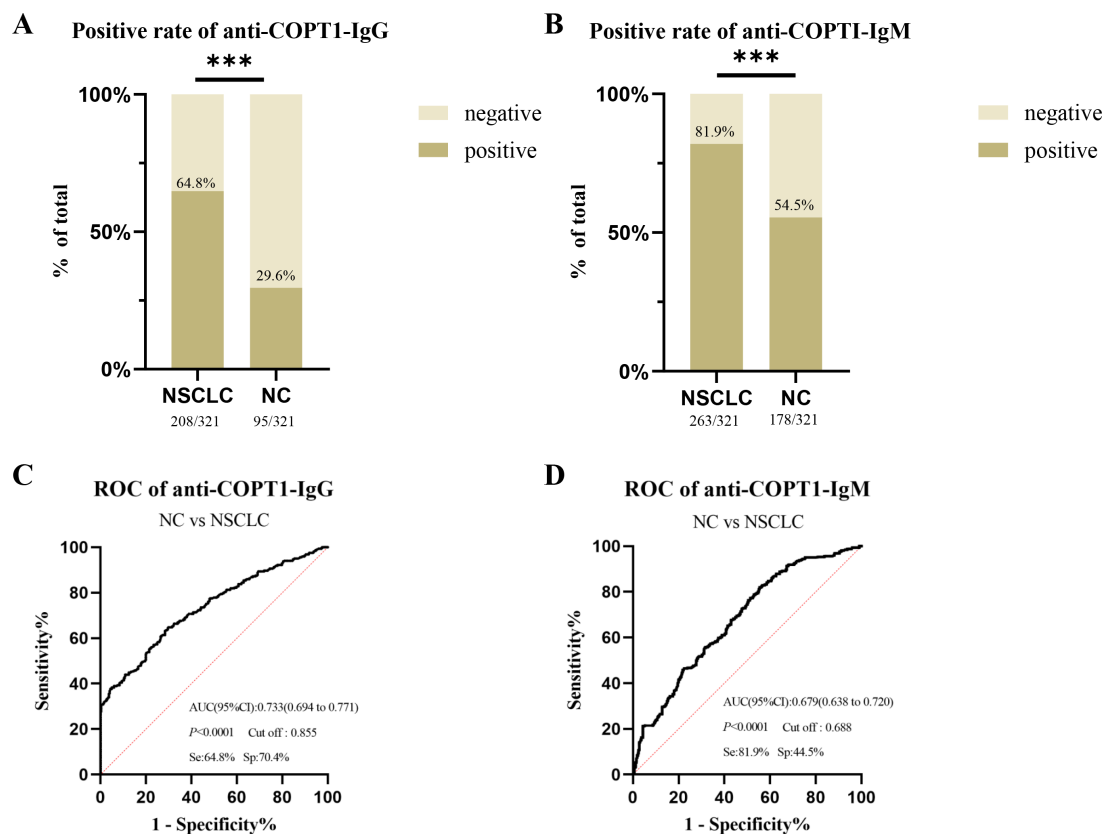 A
Positive rate of anti-COPT1-IgG
***
100%
50%
0%
% of total
64.8%
29.6%
NSCLC
NC
208/321
95/321
negative
positive
B
Positive rate of anti-COPTI-IgM
***
100%
50%
0%
% of total
81.9%
54.5%
NSCLC
NC
263/321
178/321
negative
positive
C
ROC of anti-COPT1-IgG
NC vs NSCLC
100
80
60
40
20
0
Sensitivity%
AUC(95%CI):0.733(0.694 to 0.771)
P<0.0001 Cut off : 0.855
Se:64.8% Sp:70.4%
0 20 40 60 80 100
1 - Specificity%
D
ROC of anti-COPT1-IgM
NC vs NSCLC
100
80
60
40
20
0
Sensitivity%
AUC(95%CI):0.679(0.638 to 0.720)
P<0.0001 Cut off : 0.688
Se:81.9% Sp:44.5%
0 20 40 60 80 100
1 - Specificity%